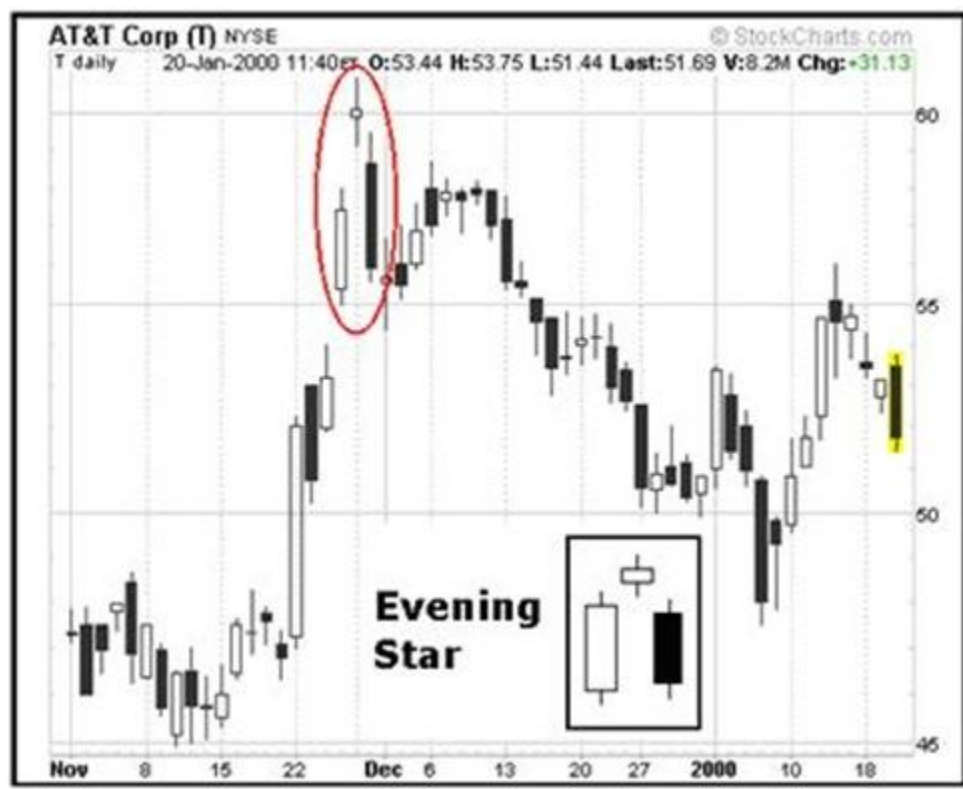 AT&T Corp (T) NYSE
© StockCharts.com
T daily 20-Jan-2000 11:40ET O:53.44 H:53.75 L:51.44 Last:51.69 V:8.2M Chg:+31.13
60
55
50
Evening
Star
45
Nov 8 15 22 Dec 6 13 20 27 2000 10 18